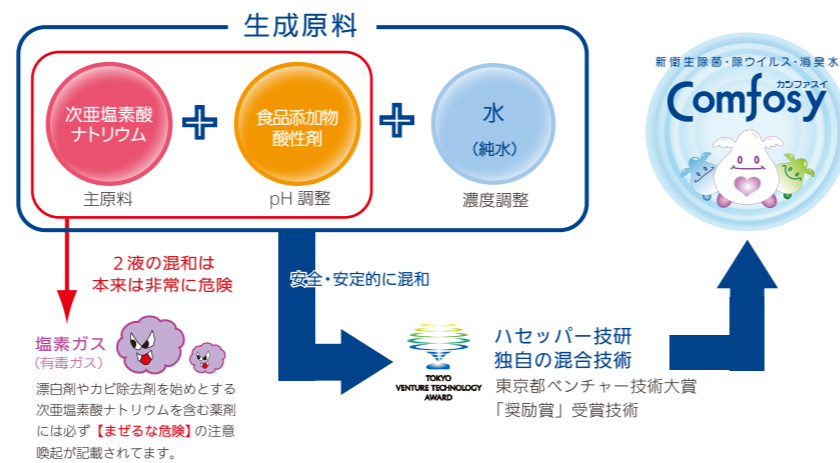 生成原料
次亜塩素酸
ナトリウム
主原料
食品添加物
酸性剤
pH 調整
水
(純水)
濃度調整
新衛生除菌・除ウイルス・消臭水
カンファスイ
Comfosy
2液の混和は
本来は非常に危険
安全・安定的に混和
塩素ガス
(有毒ガス)
漂白剤やカビ除去剤を始めとする
次亜塩素酸ナトリウムを含む薬剤
には必ず【まぜるな危険】の注意
喚起が記載されてます。
TOKYO
VENTURE TECHNOLOGY
AWARD
ハセッパー技研
独自の混合技術
東京都ベンチャー技術大賞
「奨励賞」受賞技術